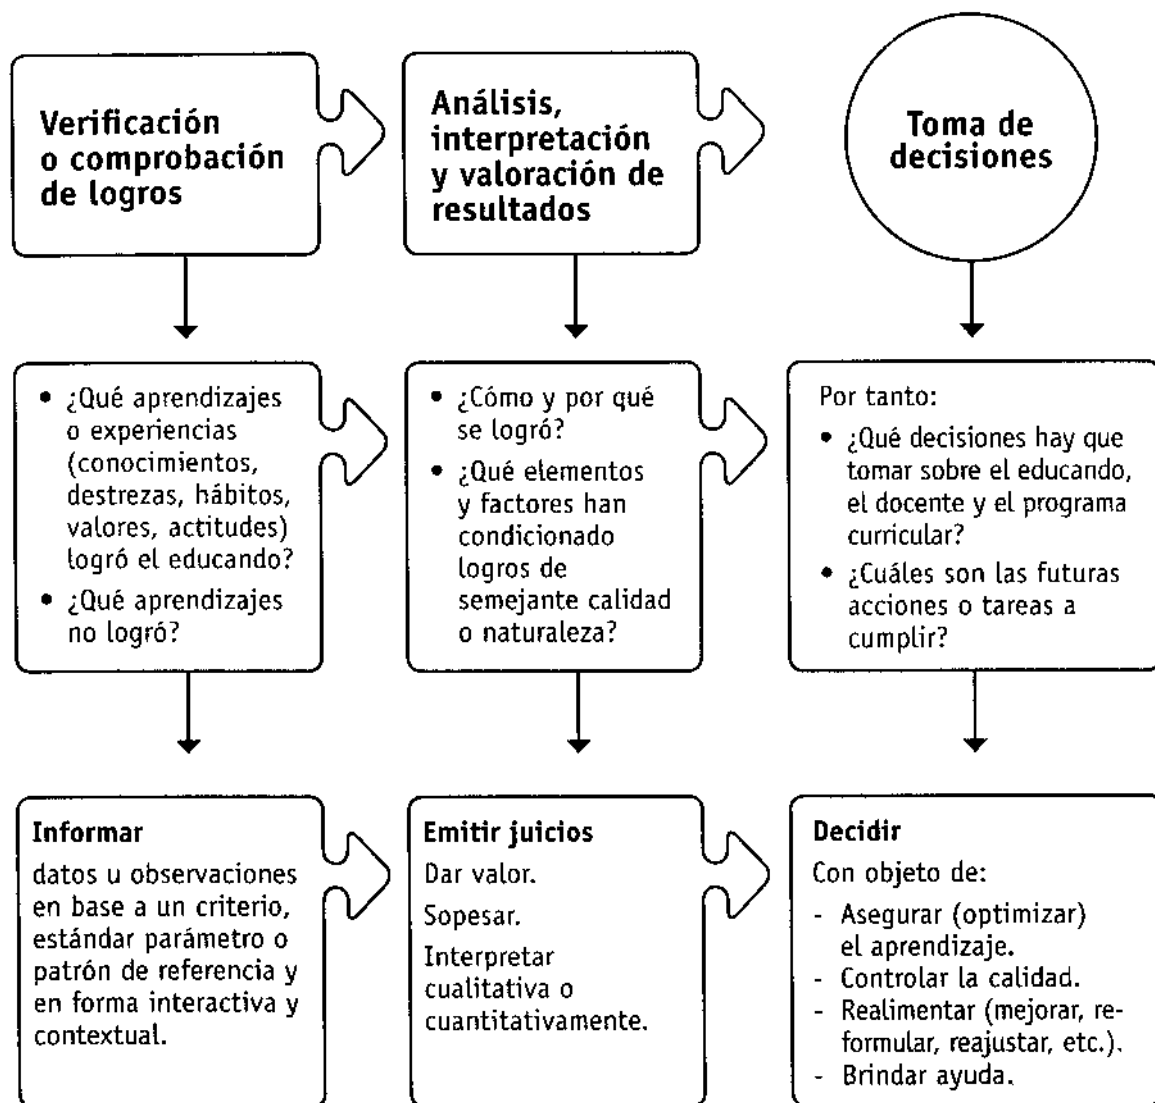 Verificación
o comprobación
de logros
Análisis,
interpretación
y valoración de
resultados
Toma de
decisiones
• ¿Qué aprendizajes
o experiencias
(conocimientos,
destrezas, hábitos,
valores, actitudes)
logró el educando?
• ¿Qué aprendizajes
no logró?
• ¿Cómo y por qué
se logró?
• ¿Qué elementos
y factores han
condicionado
logros de
semejante calidad
o naturaleza?
Por tanto:
• ¿Qué decisiones hay que
tomar sobre el educando,
el docente y el programa
curricular?
• ¿Cuáles son las futuras
acciones o tareas a
cumplir?
Informar
datos u observaciones
en base a un criterio,
estándar parámetro o
patrón de referencia y
en forma interactiva y
contextual.
Emitir juicios
Dar valor.
Sopesar.
Interpretar
cualitativa o
cuantitativamente.
Decidir
Con objeto de:
- Asegurar (optimizar)
el aprendizaje.
- Controlar la calidad.
- Realimentar (mejorar, re-
formular, reajustar, etc.).
- Brindar ayuda.